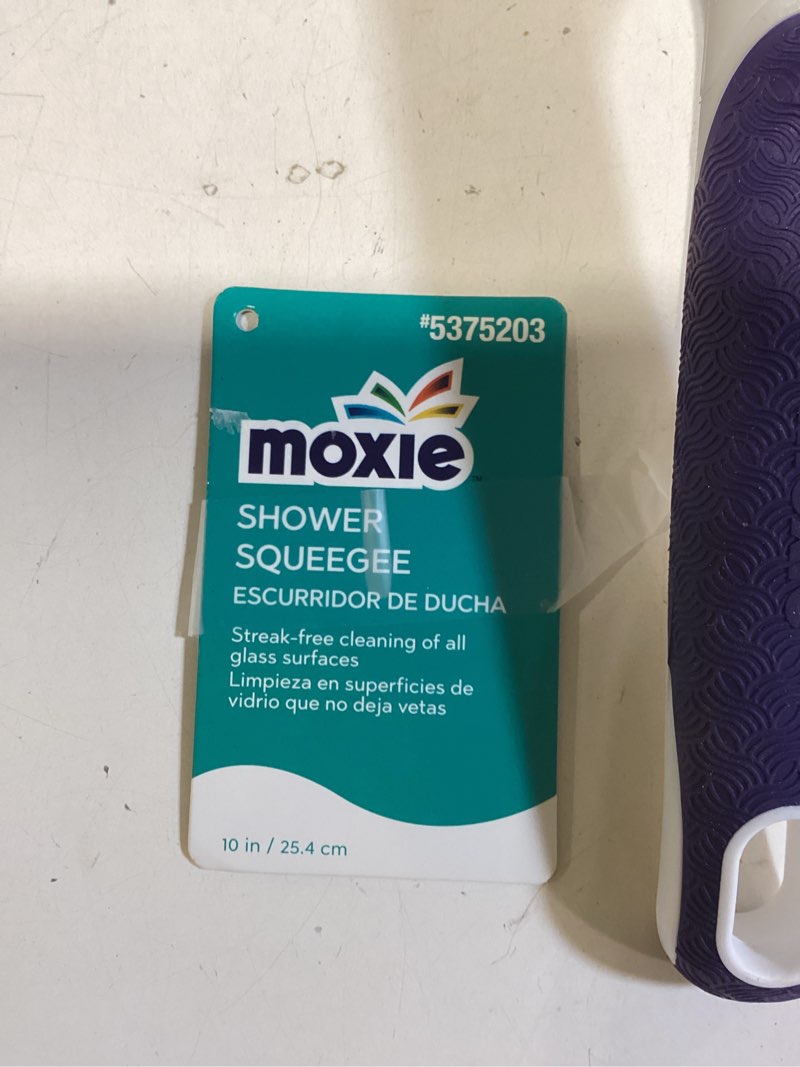 #5375203
moxie™
SHOWER
SQUEEGEE
ESCURRIDOR DE DUCHA
Streak-free cleaning of all
glass surfaces
Limpieza en superficies de
vidrio que no deja vetas
10 in / 25.4 cm